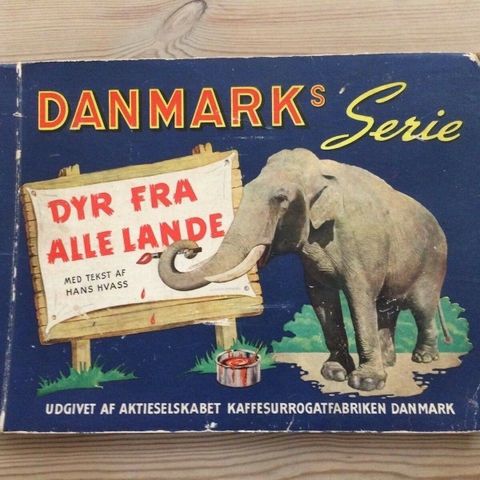 DANMARKs Serie
DYR FRA
ALLE LANDE
MED TEKST AF
HANS HVASS
UDGIVET AF AKTIESELSKABET KAFFESURROGATFABRIKEN DANMARK